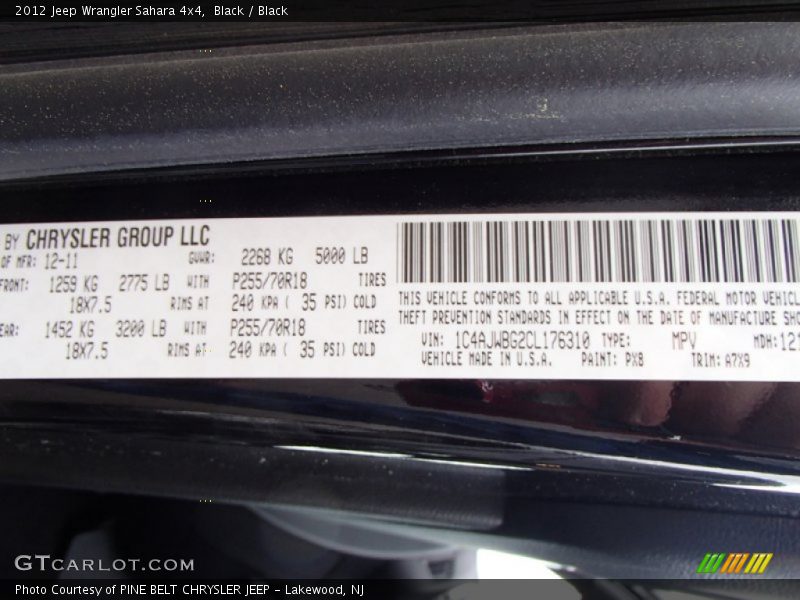 2012 Jeep Wrangler Sahara 4x4, Black / Black
BY CHRYSLER GROUP LLC
OF MFR: 12-11 GVWR: 2268 KG 5000 LB
FRONT: 1259 KG 2775 LB WITH P255/70R18 TIRES
18X7.5 RIMS AT 240 KPA ( 35 PSI) COLD
EAR: 1452 KG 3200 LB WITH P255/70R18 TIRES
18X7.5 RIMS AT 240 KPA ( 35 PSI) COLD
THIS VEHICLE CONFORMS TO ALL APPLICABLE U.S.A. FEDERAL MOTOR VEHICL
THEFT PREVENTION STANDARDS IN EFFECT ON THE DATE OF MANUFACTURE SHO
VIN: 1C4AJWBG2CL176310 TYPE: MPV MDH: 121
VEHICLE MADE IN U.S.A. PAINT: PX8 TRIM: A7X9
GTCARLOT.COM
Photo Courtesy of PINE BELT CHRYSLER JEEP - Lakewood, NJ